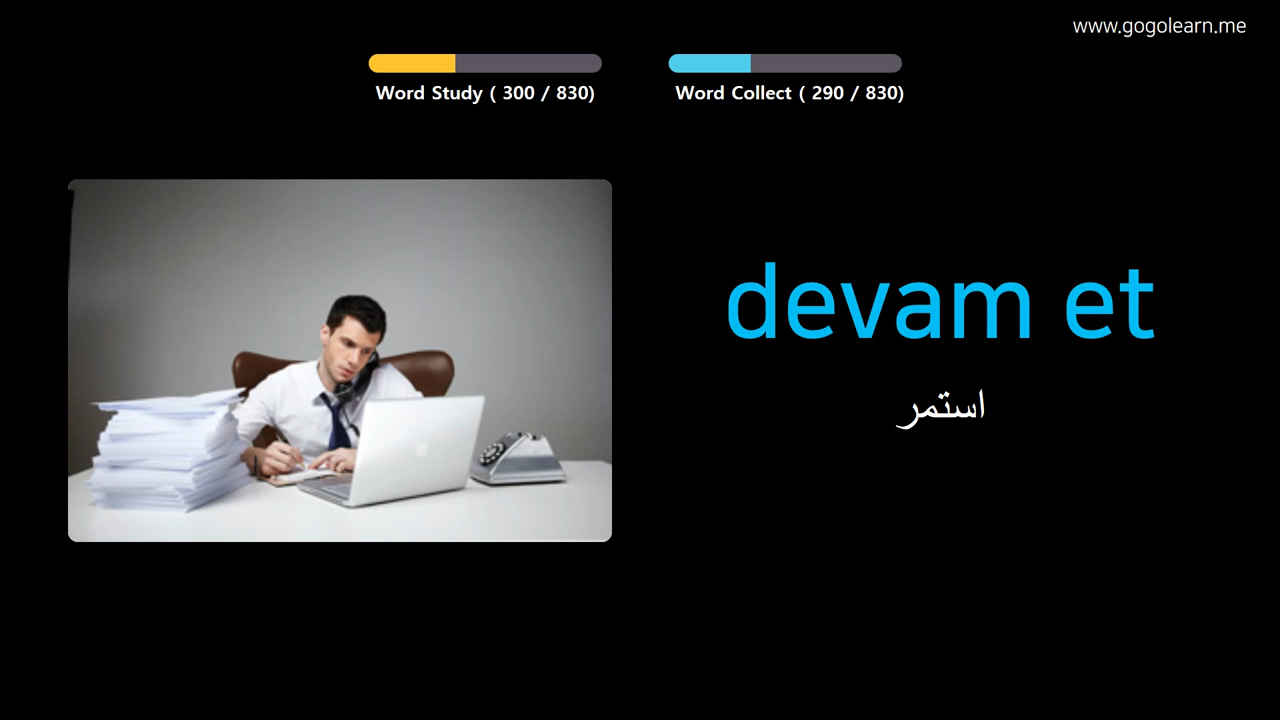 www.gogolearn.me
Word Study ( 300 / 830)
Word Collect ( 290 / 830)
devam et
استمر